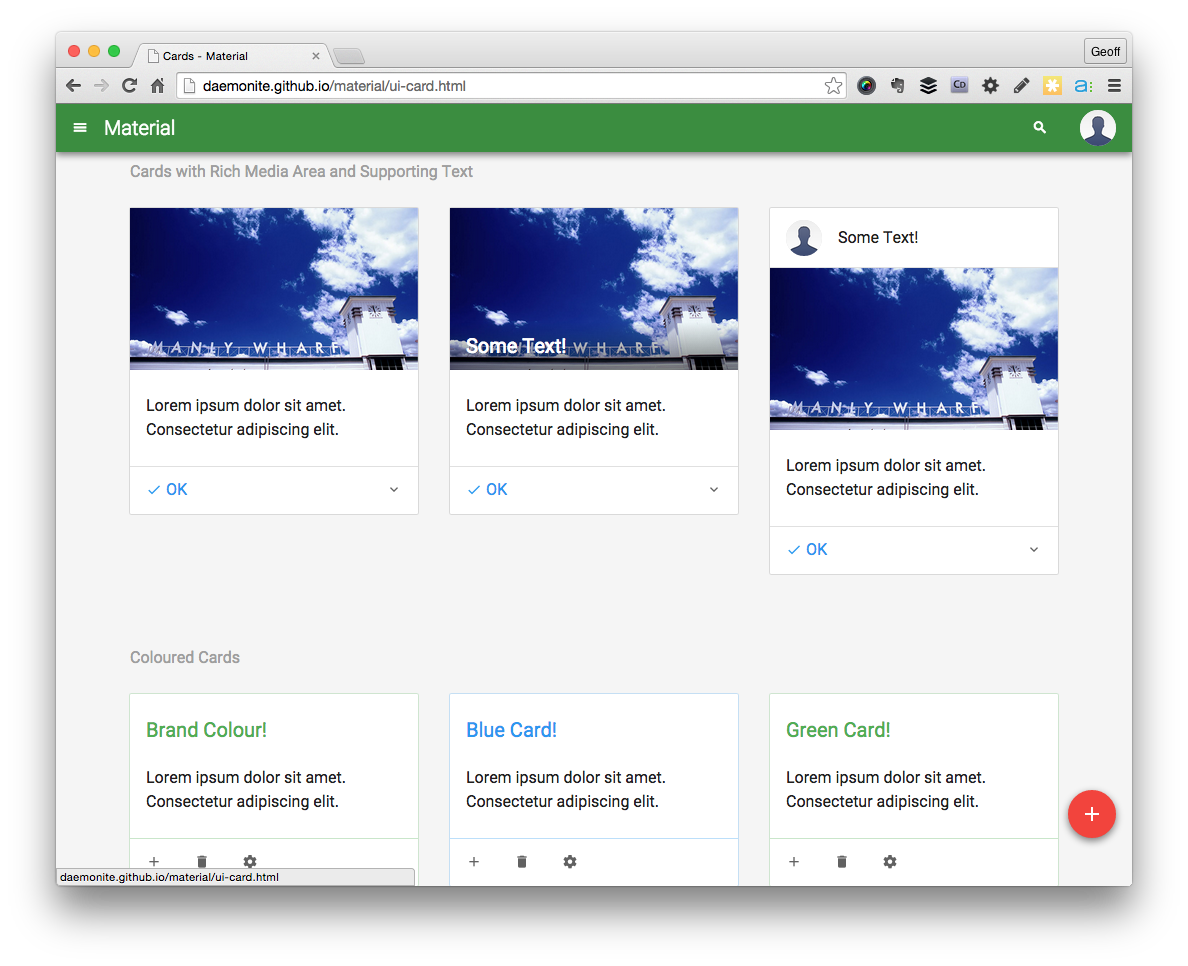 Cards - Material
Geoff
daemonite.github.io/material/ui-card.html
CD
a:
Material
Cards with Rich Media Area and Supporting Text
MANLY WHARF
Lorem ipsum dolor sit amet.
Consectetur adipiscing elit.
OK
Some Text!
WHARF
Lorem ipsum dolor sit amet.
Consectetur adipiscing elit.
OK
Some Text!
MANLY WHARF
Lorem ipsum dolor sit amet.
Consectetur adipiscing elit.
OK
Coloured Cards
Brand Colour!
Lorem ipsum dolor sit amet.
Consectetur adipiscing elit.
Blue Card!
Lorem ipsum dolor sit amet.
Consectetur adipiscing elit.
Green Card!
Lorem ipsum dolor sit amet.
Consectetur adipiscing elit.
daemonite.github.io/material/ui-card.html